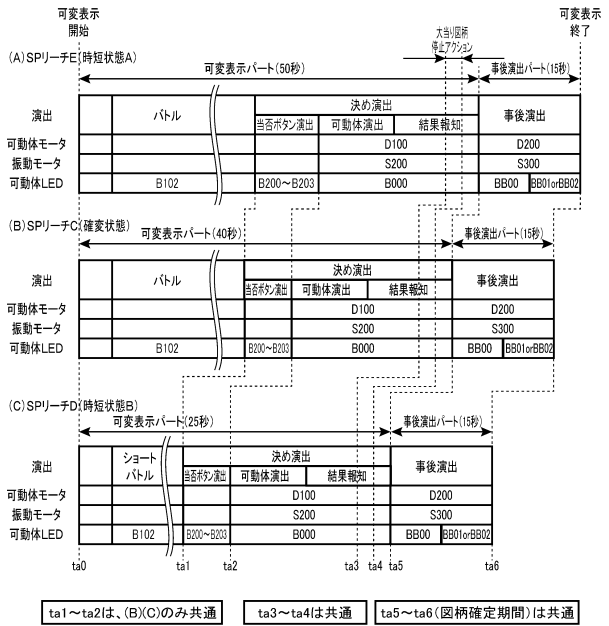 可変表示
開始
大当り図柄
停止アクション
可変表示
終了
(A)SPリーチE(時短状態A)
可変表示パート(50秒)
事後演出パート(15秒)
演出
バトル
決め演出
当否ボタン演出
可動体演出
結果報知
事後演出
可動体モータ
D100
D200
振動モータ
S200
S300
可動体LED
B102
B200~B203
B000
BB00
BB01orBB02
(B)SPリーチC(確変状態)
可変表示パート(40秒)
事後演出パート(15秒)
演出
バトル
決め演出
当否ボタン演出
可動体演出
結果報知
事後演出
可動体モータ
D100
D200
振動モータ
S200
S300
可動体LED
B102
B200~B203
B000
BB00
BB01orBB02
(C)SPリーチD(時短状態B)
可変表示パート(25秒)
事後演出パート(15秒)
演出
ショート
バトル
決め演出
当否ボタン演出
可動体演出
結果報知
事後演出
可動体モータ
D100
D200
振動モータ
S200
S300
可動体LED
B102
B200~B203
B000
BB00
BB01orBB02
ta0
ta1
ta2
ta3
ta4
ta5
ta6
ta1~ta2は、(B)(C)のみ共通
ta3~ta4は共通
ta5~ta6(図柄確定期間)は共通